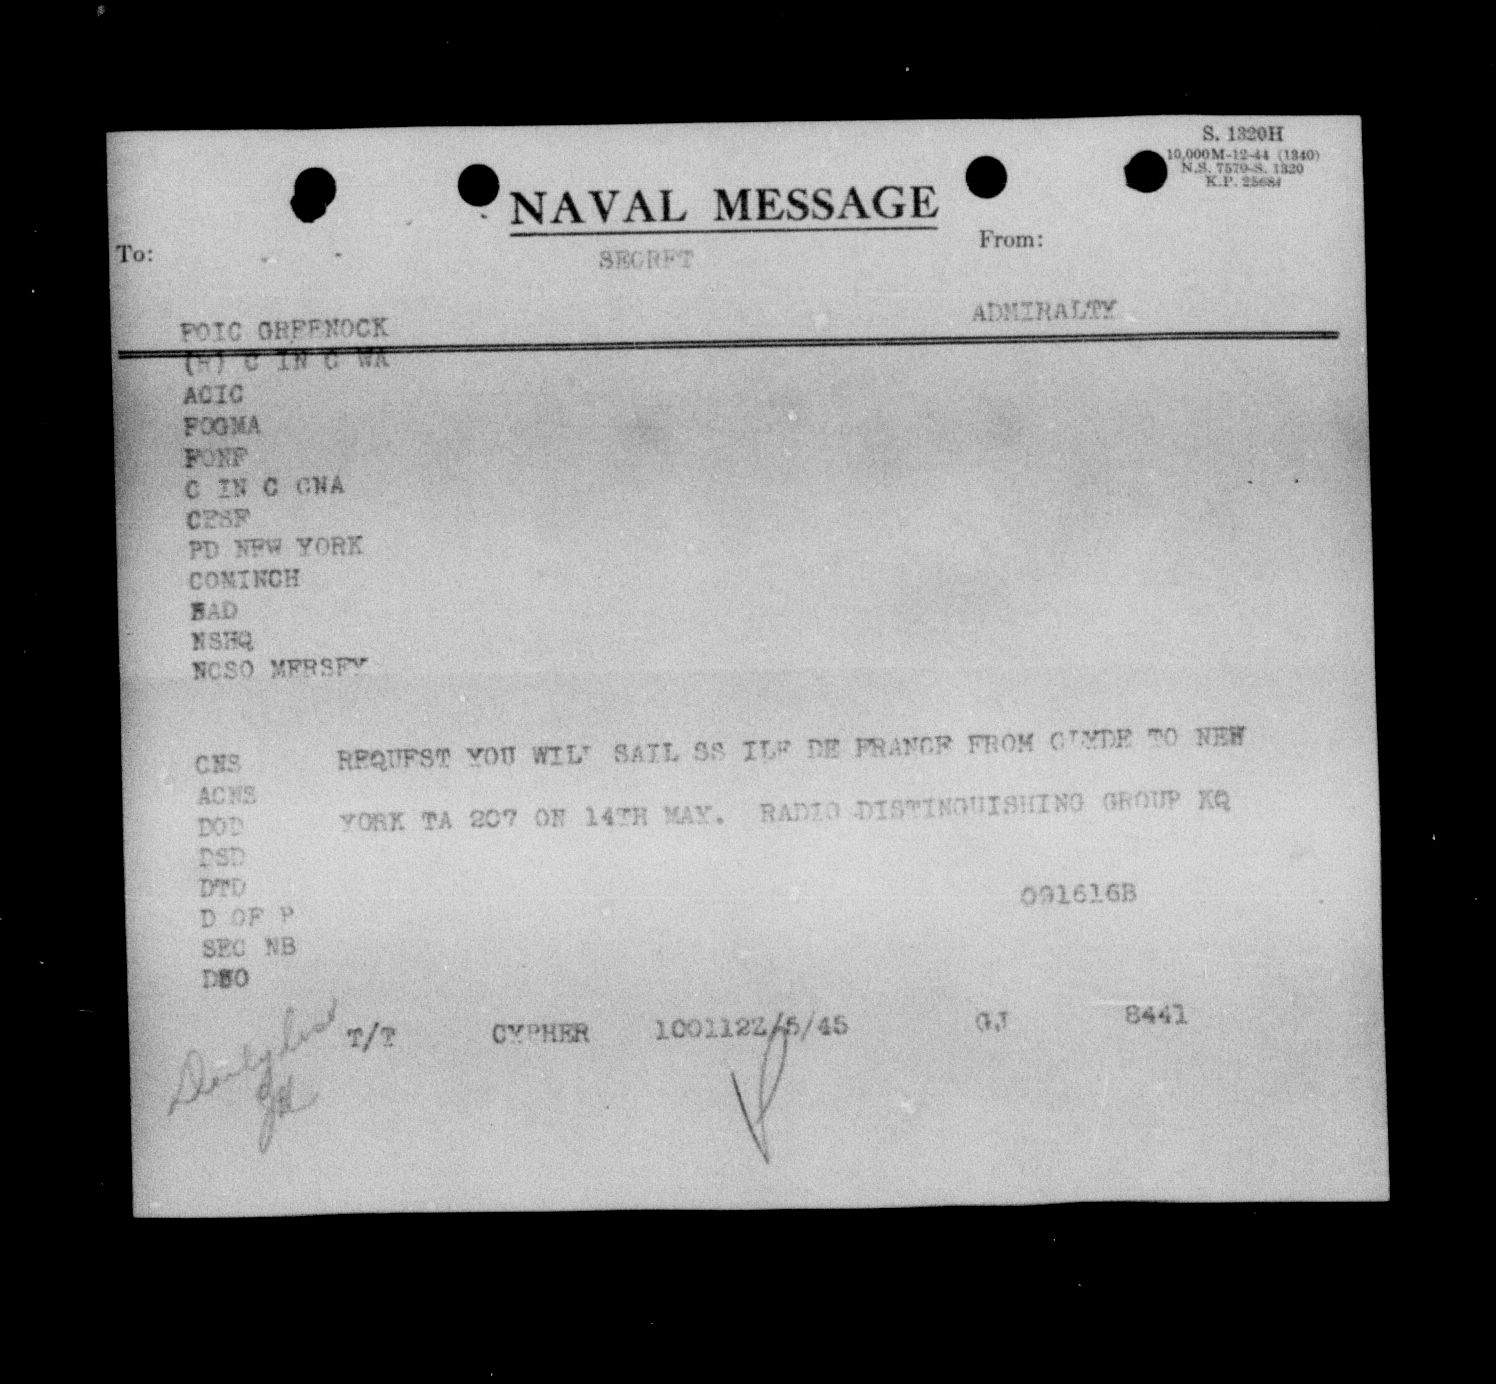 S. 1320H
10,000M-12-44 (1340)
N.S. 7570-S. 1320
K.P. 25684
NAVAL MESSAGE
To:
From:
SECRET
FOIC GREENOCK
ADMIRALTY
(R) C IN C WA
ACIC
FOGMA
FONF
C IN C CNA
CESF
PD NEW YORK
COMINCH
BAD
NSHQ
NCSO MERSEY
CNS REQUEST YOU WILL SAIL SS ILE DE FRANCE FROM CLYDE TO NEW
ACNS
DOD YORK TA 207 ON 14TH MAY. RADIO DISTINGUISHING GROUP KQ
DSD
DTD
091616B
D OF P
SEC NB
DWO
T/T CYPHER 100112Z/5/45 GJ 8441